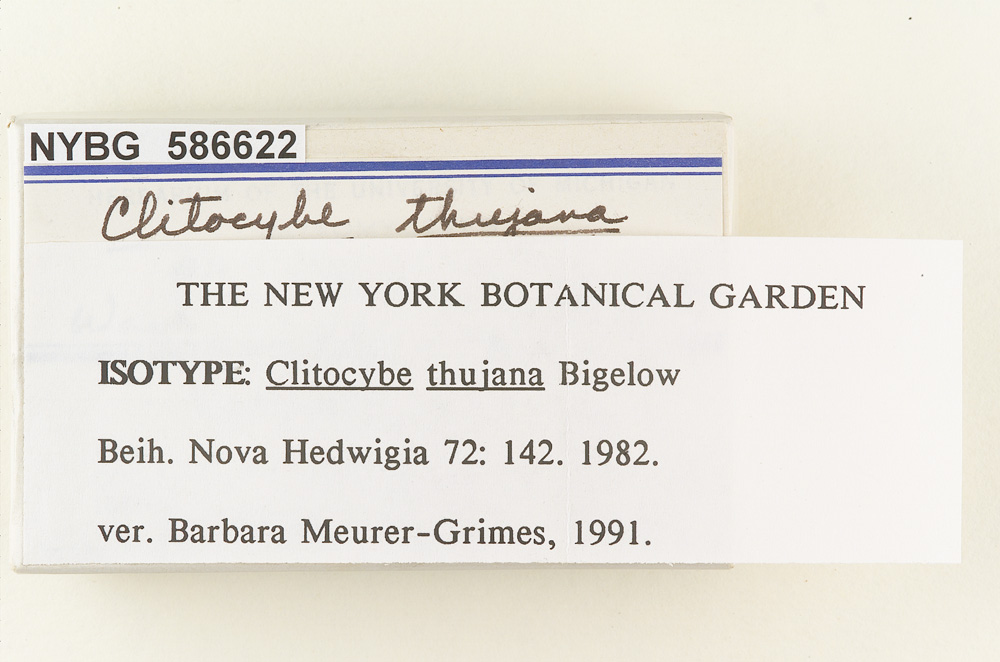 NYBG 586622
Clitocybe thujana
THE NEW YORK BOTANICAL GARDEN
ISOTYPE: Clitocybe thujana Bigelow
Beih. Nova Hedwigia 72: 142. 1982.
ver. Barbara Meurer-Grimes, 1991.